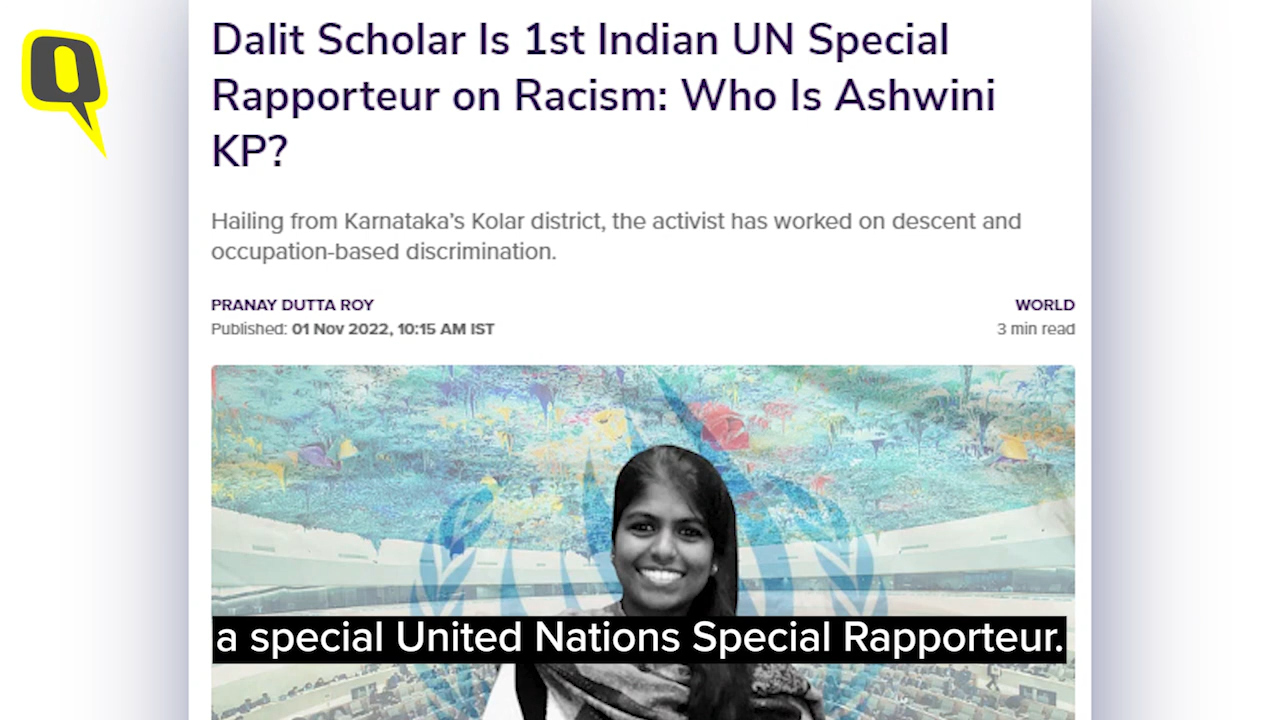 Dalit Scholar Is 1st Indian UN Special
Rapporteur on Racism: Who Is Ashwini
KP?
Hailing from Karnataka's Kolar district, the activist has worked on descent and
occupation-based discrimination.
PRANAY DUTTA ROY
WORLD
Published: 01 Nov 2022, 10:15 AM IST
3 min read
a special United Nations Special Rapporteur.